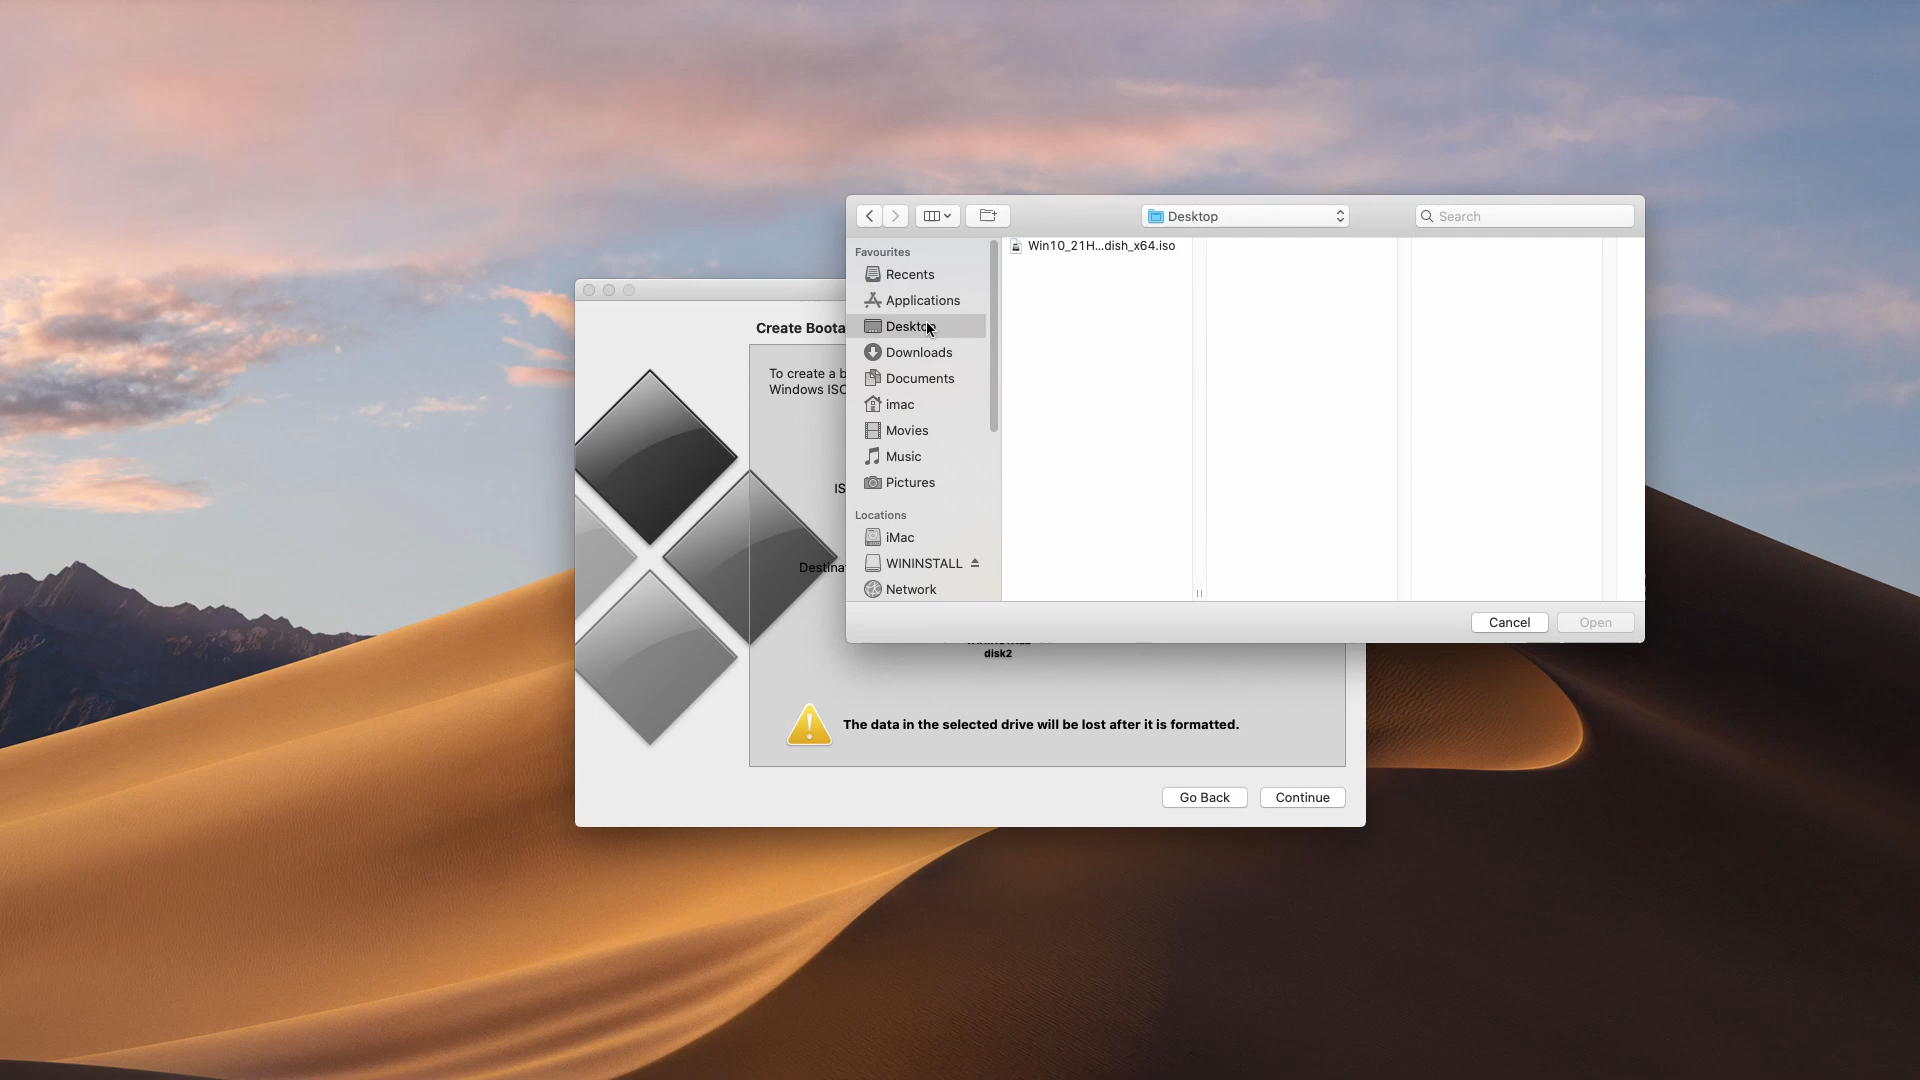 Desktop
Search
Favourites
Recents
Applications
Desktop
Downloads
Documents
imac
Movies
Music
Pictures
Locations
iMac
WININSTALL
Network
Win10_21H...dish_x64.iso
Cancel
Open
Create Boota
To create a b
Windows ISO
IS
Destina
disk2
The data in the selected drive will be lost after it is formatted.
Go Back
Continue